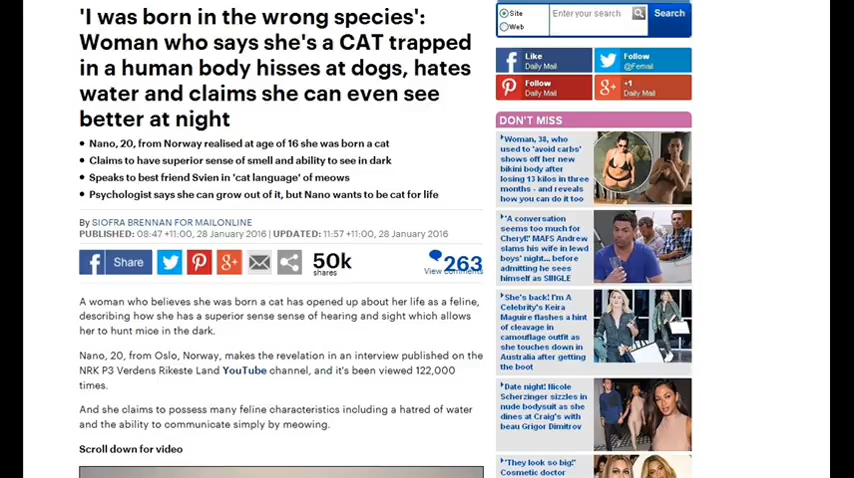 'I was born in the wrong species':
Woman who says she's a CAT trapped
in a human body hisses at dogs, hates
water and claims she can even see
better at night
• Nano, 20, from Norway realised at age of 16 she was born a cat
• Claims to have superior sense of smell and ability to see in dark
• Speaks to best friend Svien in 'cat language' of meows
• Psychologist says she can grow out of it, but Nano wants to be cat for life
By SIOFRA BRENNAN FOR MAILONLINE
PUBLISHED: 08:47 +11:00, 28 January 2016 | UPDATED: 11:57 +11:00, 28 January 2016
Share
50k
shares
263
View comments
A woman who believes she was born a cat has opened up about her life as a feline,
describing how she has a superior sense sense of hearing and sight which allows
her to hunt mice in the dark.
Nano, 20, from Oslo, Norway, makes the revelation in an interview published on the
NRK P3 Verdens Rikeste Land YouTube channel, and it's been viewed 122,000
times.
And she claims to possess many feline characteristics including a hatred of water
and the ability to communicate simply by meowing.
Scroll down for video
Site
Web
Enter your search
Search
Like
Daily Mail
Follow
@Femail
Follow
Daily Mail
+1
Daily Mail
DON'T MISS
Woman, 38, who
used to 'avoid carbs'
shows off her new
bikini body after
losing 13 kilos in three
months - and reveals
how you can do it too
'A conversation
seems too much for
Cheryl!' MAFS Andrew
slams his wife in lewd
boys' night... before
admitting he sees
himself as SINGLE
She's back! I'm A
Celebrity's Keira
Maguire flashes a hint
of cleavage in
camouflage outfit as
she touches down in
Australia after getting
the boot
Date night! Nicole
Scherzinger sizzles in
nude bodysuit as she
dines at Craig's with
beau Grigor Dimitrov
'They look so big!'
Cosmetic doctor